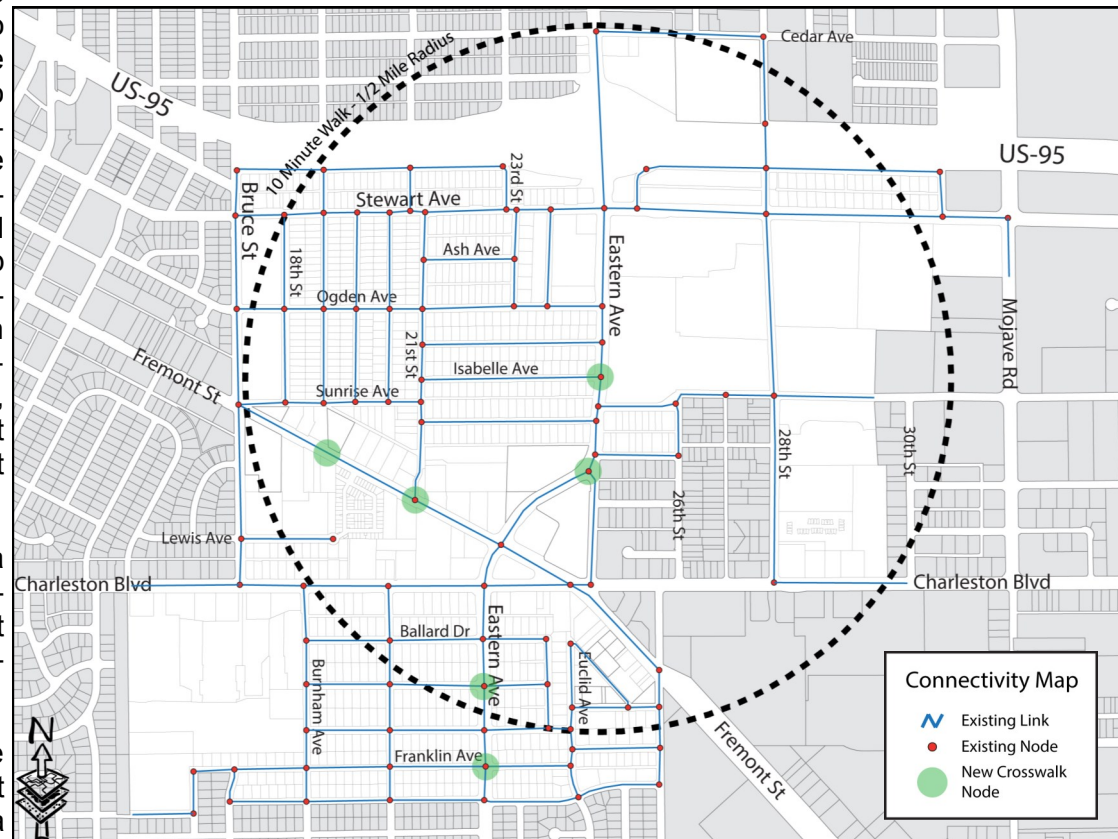 Cedar Ave
10 Minute Walk - 1/2 Mile Radius
US-95
US-95
23rd St
Bruce St
Stewart Ave
18th St
Ash Ave
Eastern Ave
Ogden Ave
Mojave Rd
21st St
Fremont St
Isabelle Ave
Sunrise Ave
28th St
30th St
26th St
Lewis Ave
Charleston Blvd
Charleston Blvd
Ballard Dr
Eastern Ave
Burnham Ave
Euclid Ave
Franklin Ave
Fremont St
N
Connectivity Map
Existing Link
Existing Node
New Crosswalk
Node